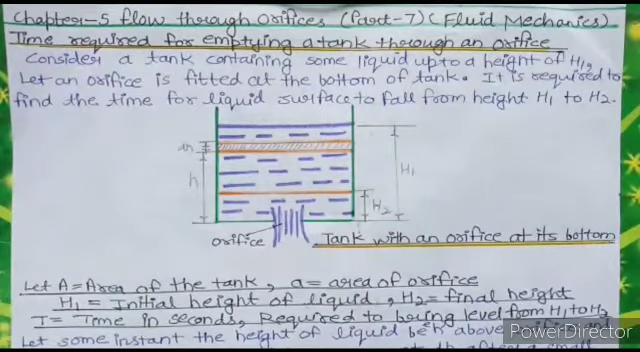 Chapter-5 flow through Orifices (Part-7) (Fluid Mechanics)
Time required for emptying a tank through an orifice
Consider a tank containing some liquid upto a height of H1,
Let an orifice is fitted at the bottom of tank. It is required to
find the time for liquid surface to fall from height H1 to H2.
dh
h
H1
H2
orifice
Tank with an orifice at its bottom
Let A = Area of the tank, a = area of orifice
H1 = Initial height of liquid, H2 = final height
T = Time in seconds, Required to bring level from H1 to H2
Let some instant the height of liquid be h above
PowerDirector